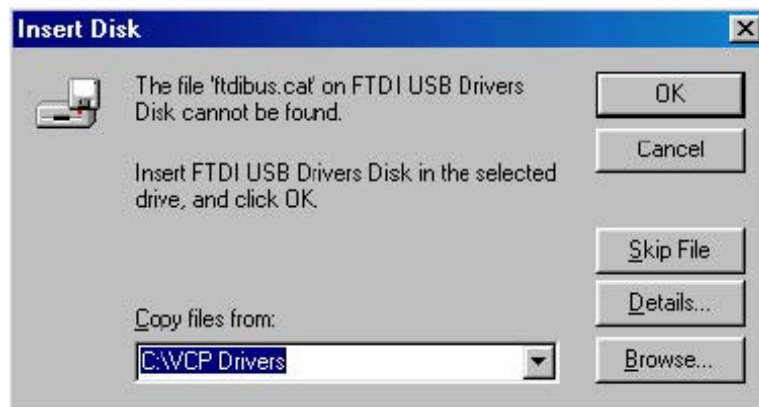 Insert Disk
The file 'ftdibus.cat' on FTDI USB Drivers
Disk cannot be found.
Insert FTDI USB Drivers Disk in the selected
drive, and click OK.
Copy files from:
C:\VCP Drivers
OK
Cancel
Skip File
Details...
Browse...